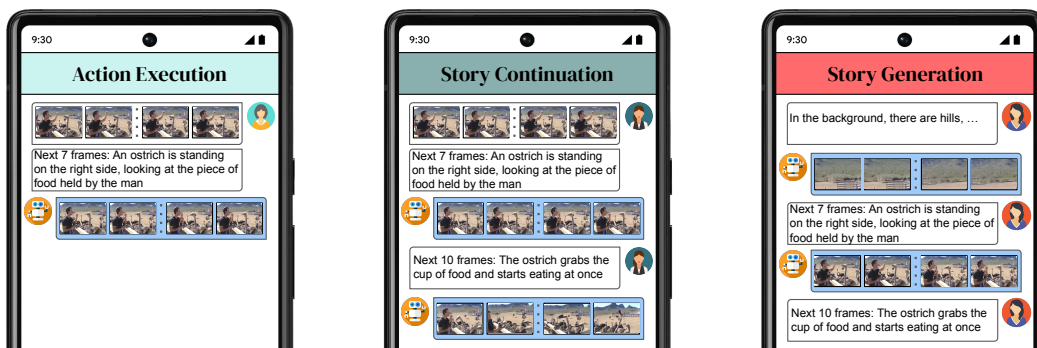 9:30
Action Execution
Next 7 frames: An ostrich is standing
on the right side, looking at the piece of
food held by the man
9:30
Story Continuation
Next 7 frames: An ostrich is standing
on the right side, looking at the piece of
food held by the man
Next 10 frames: The ostrich grabs the
cup of food and starts eating at once
9:30
Story Generation
In the background, there are hills, …
Next 7 frames: An ostrich is standing
on the right side, looking at the piece of
food held by the man
Next 10 frames: The ostrich grabs the
cup of food and starts eating at once